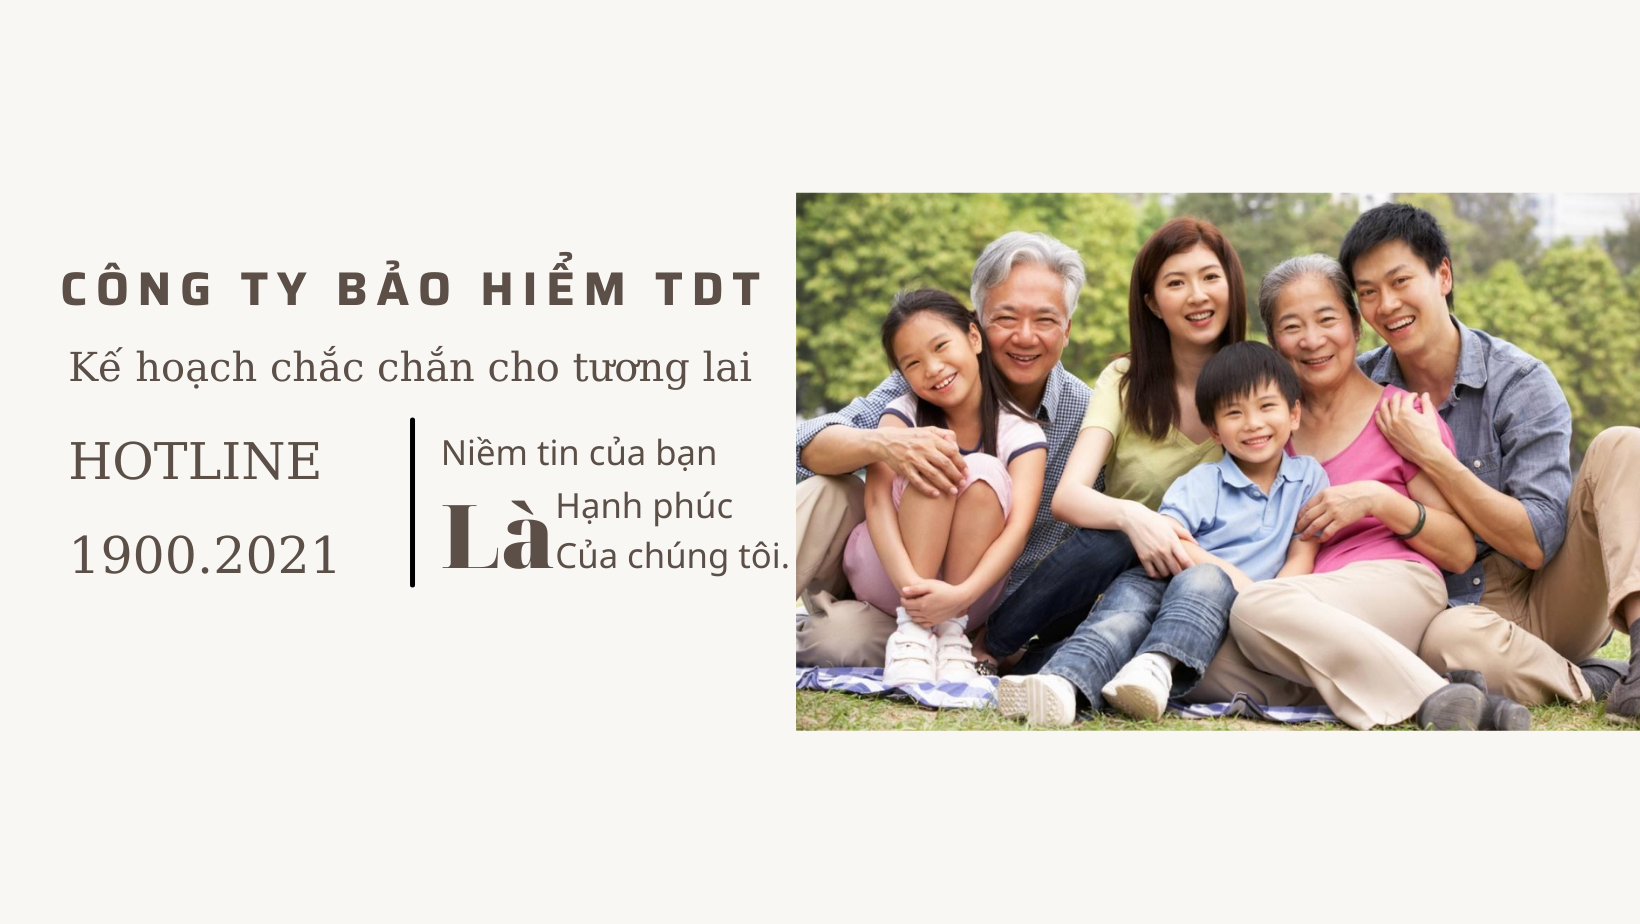 CÔNG TY BẢO HIỂM TDT
Kế hoạch chắc chắn cho tương lai
HOTLINE
1900.2021
Niềm tin của bạn
Là
Hạnh phúc
Của chúng tôi.